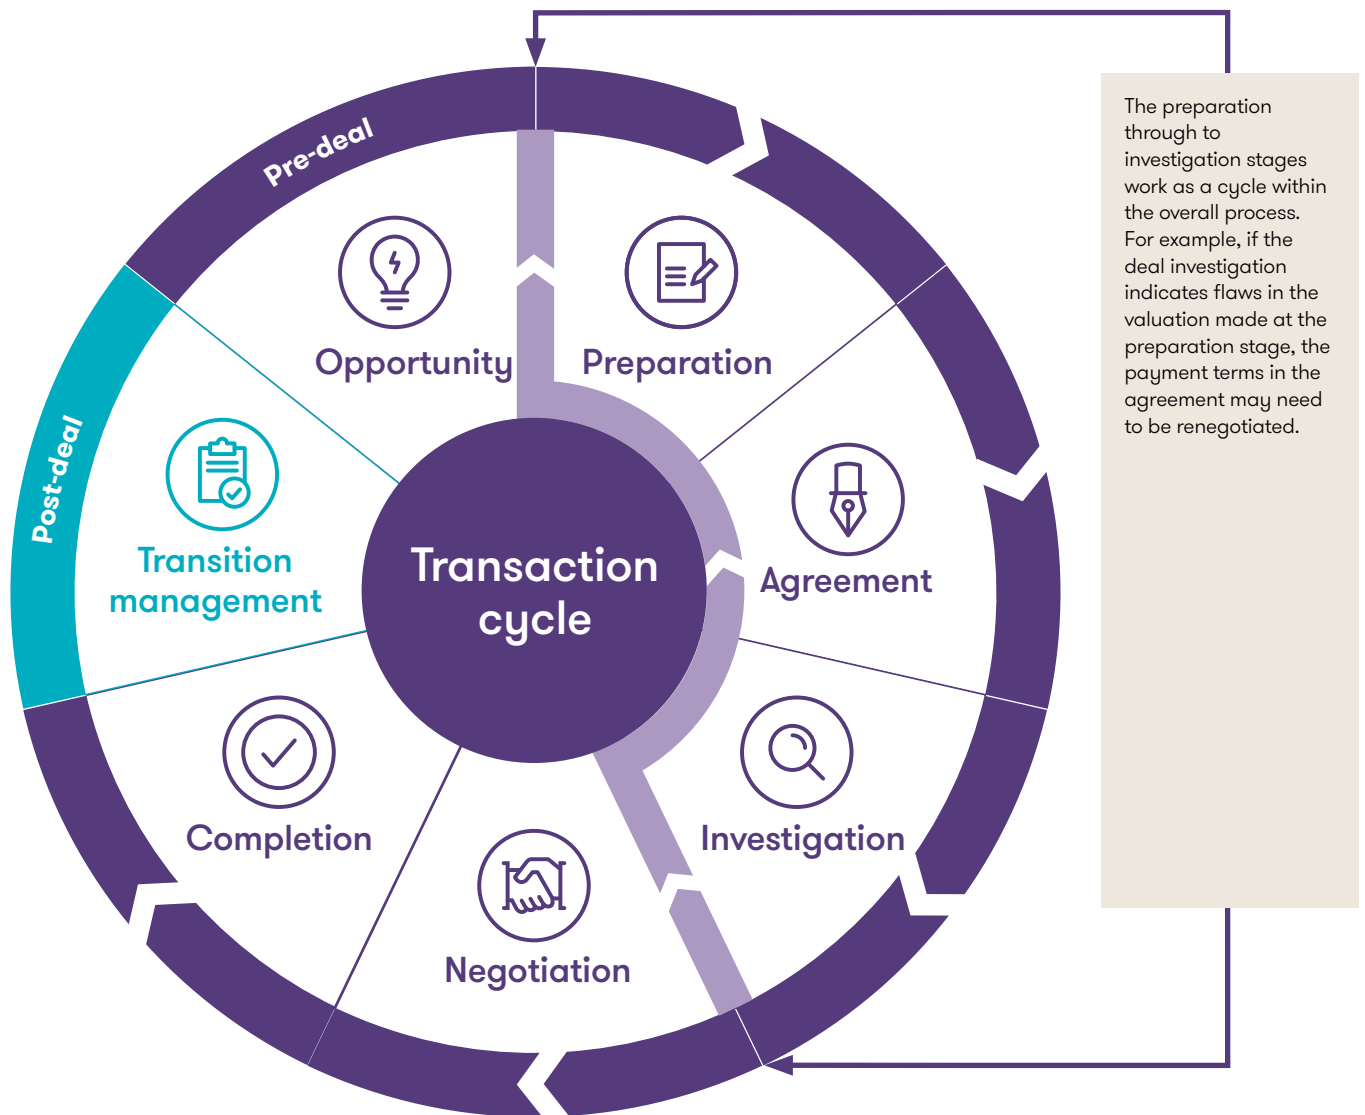 Pre-deal
Post-deal
Opportunity
Preparation
Agreement
Investigation
Negotiation
Completion
Transition
management
Transaction
cycle
The preparation
through to
investigation stages
work as a cycle within
the overall process.
For example, if the
deal investigation
indicates flaws in the
valuation made at the
preparation stage, the
payment terms in the
agreement may need
to be renegotiated.